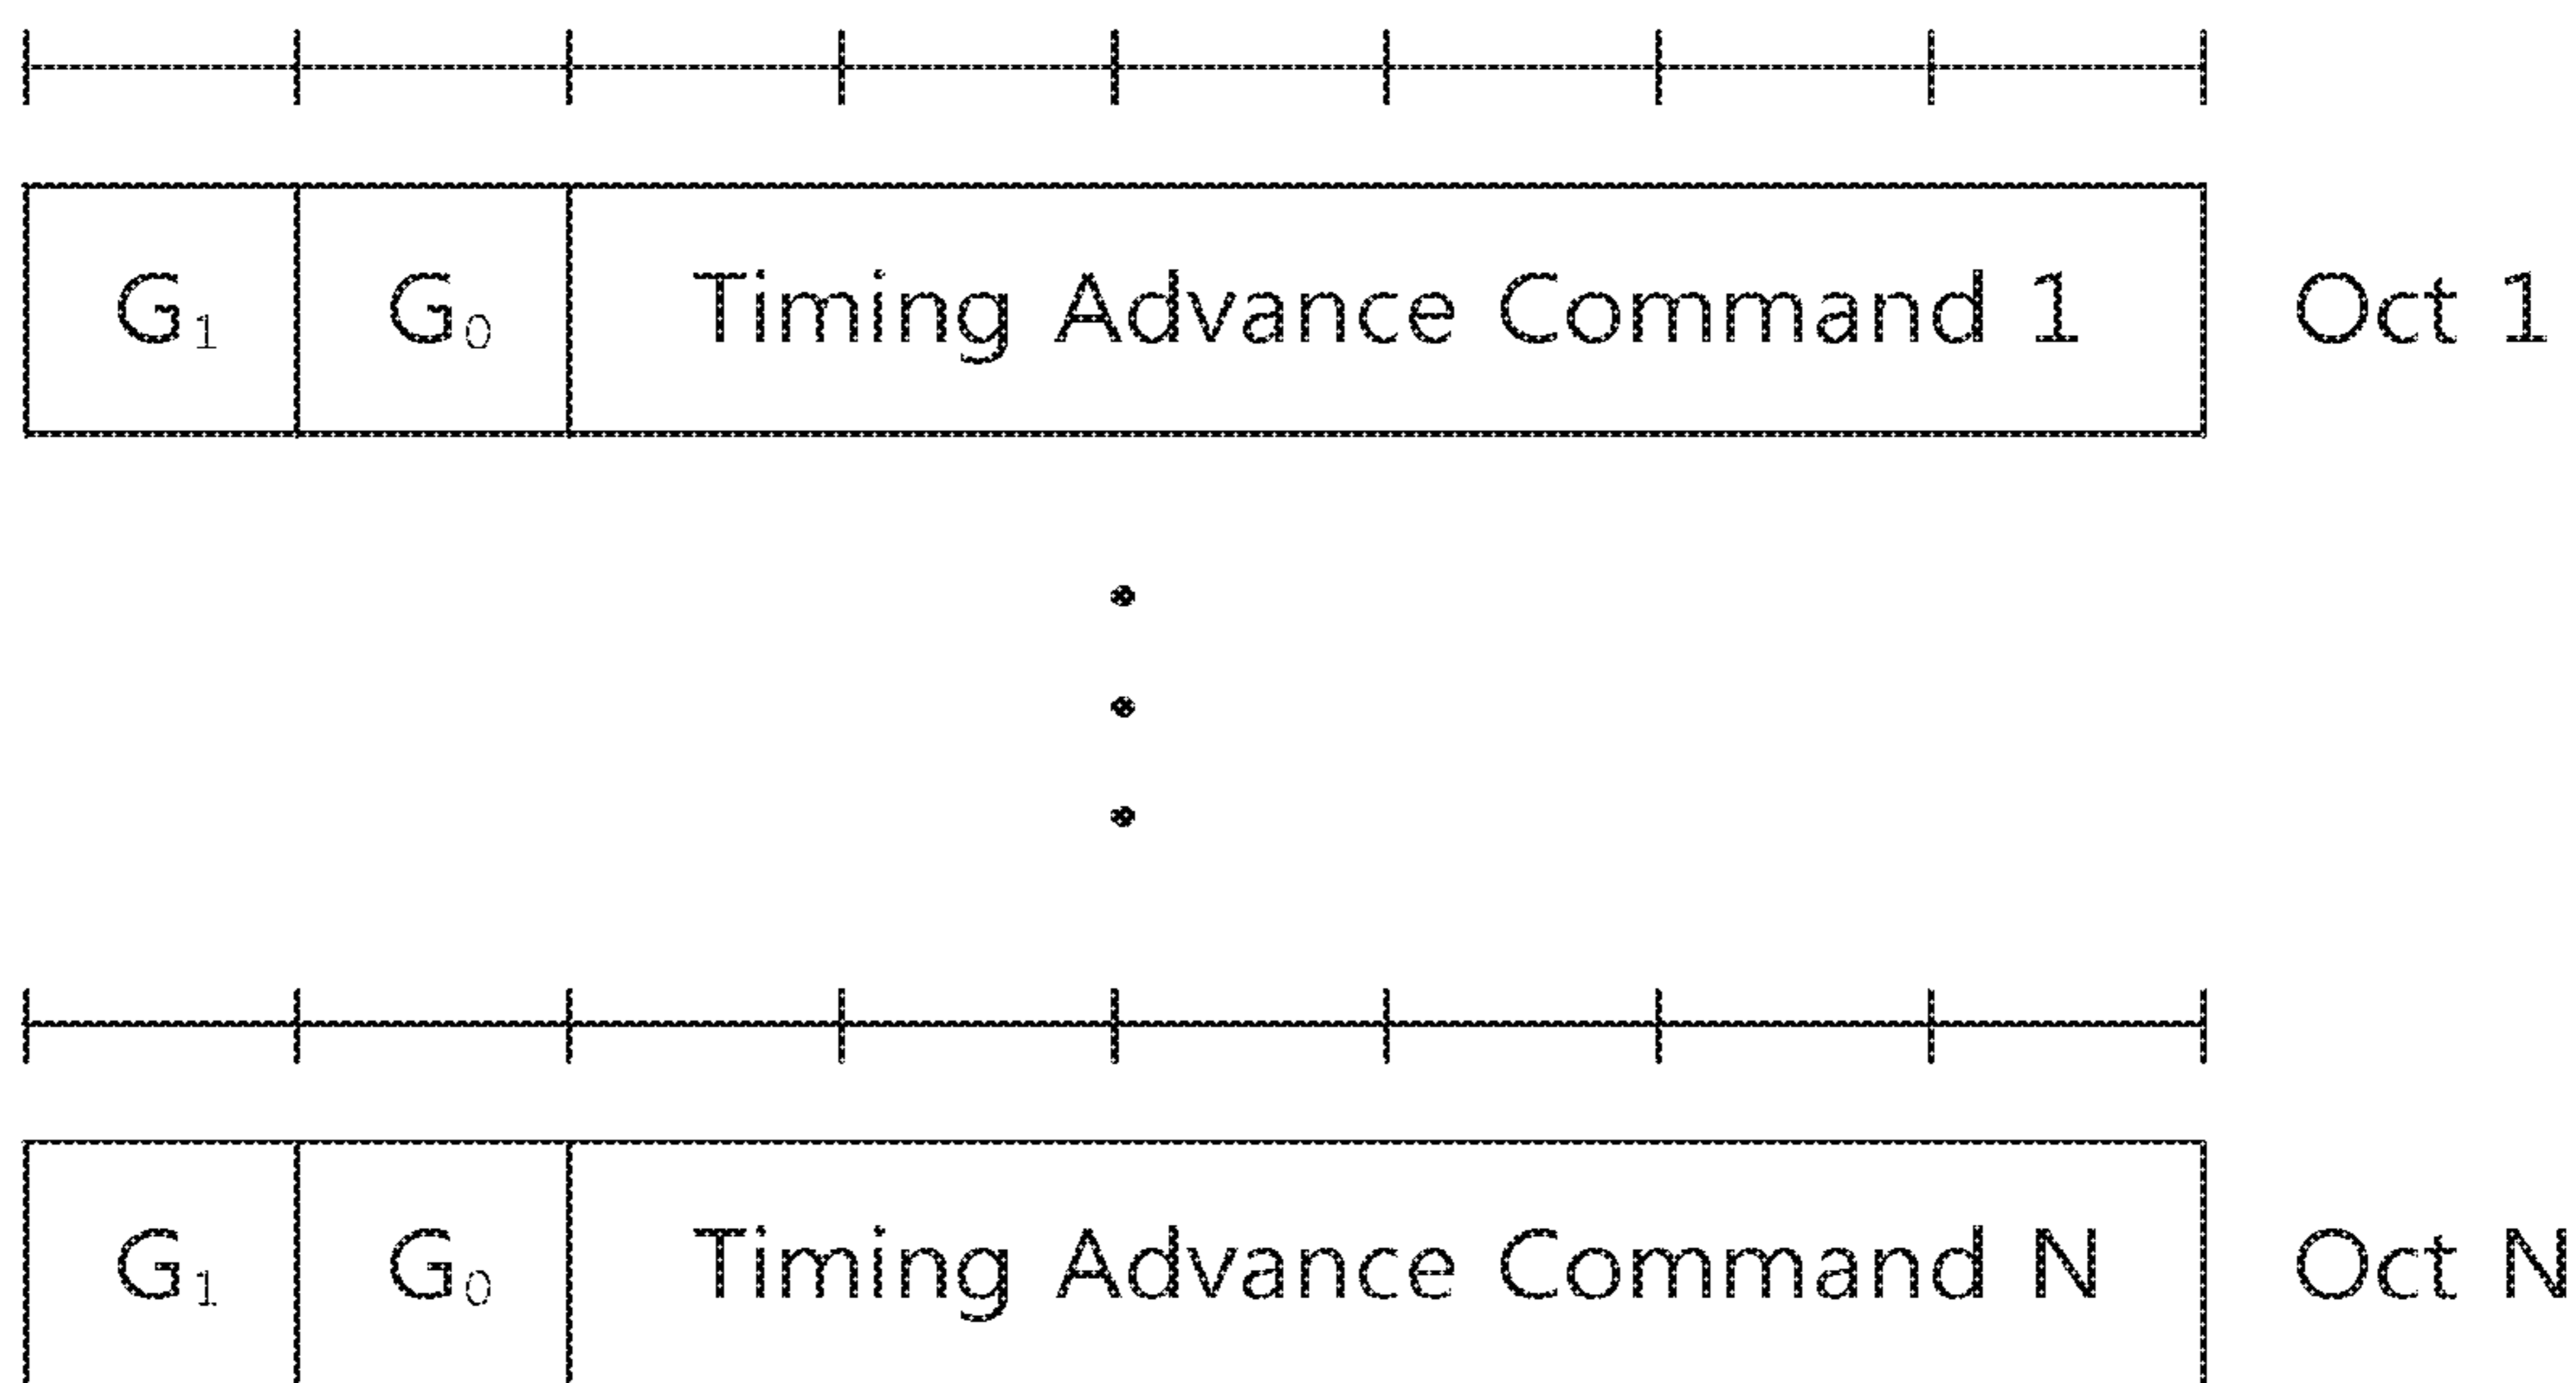 G₁ G₀ Timing Advance Command 1 Oct 1
G₁ G₀ Timing Advance Command N Oct N